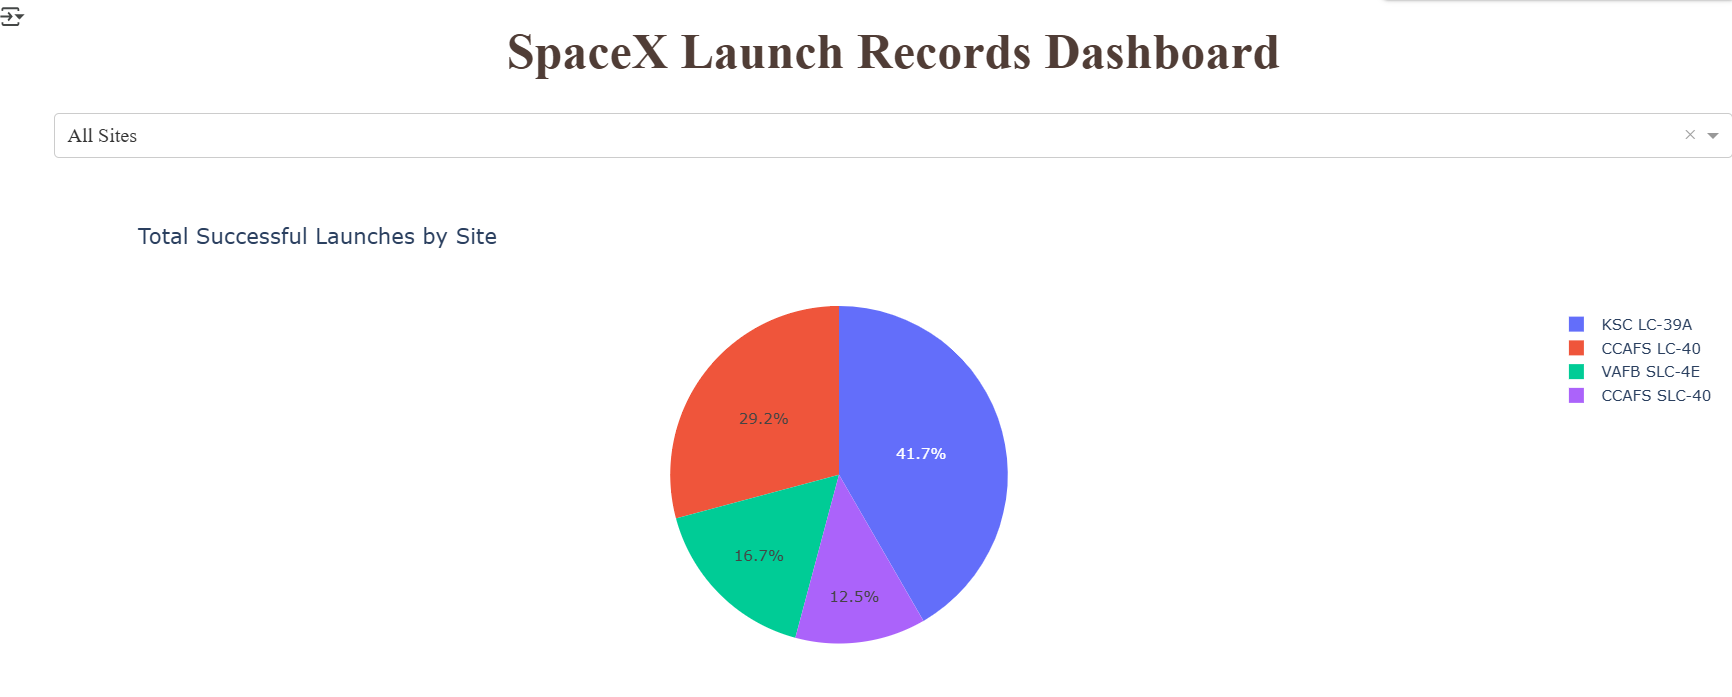 SpaceX Launch Records Dashboard
All Sites
Total Successful Launches by Site
KSC LC-39A
CCAFS LC-40
VAFB SLC-4E
CCAFS SLC-40
29.2%
41.7%
16.7%
12.5%